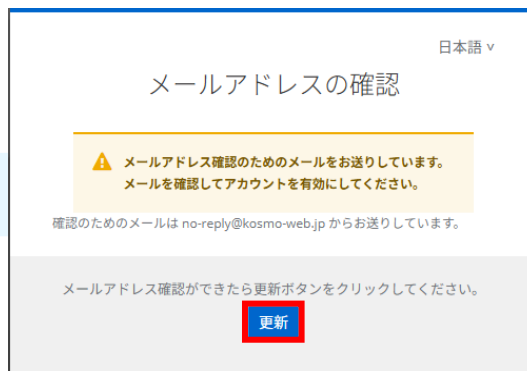 日本語 ˅
メールアドレスの確認
メールアドレス確認のためのメールをお送りしています。
メールを確認してアカウントを有効にしてください。
確認のためのメールは no-reply@kosmo-web.jp からお送りしています。
メールアドレス確認ができたら更新ボタンをクリックしてください。
更新